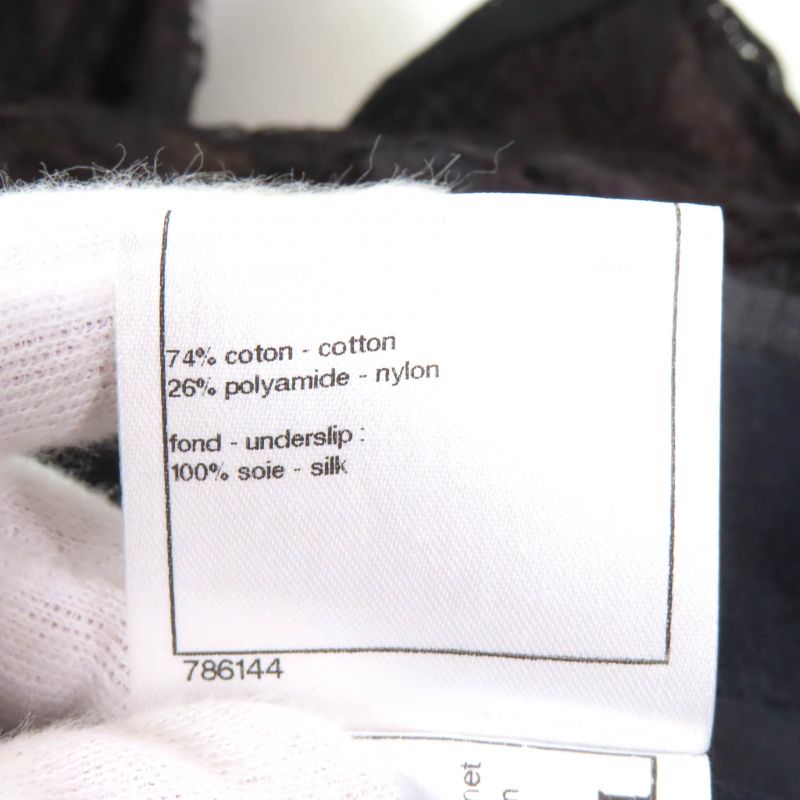 74% coton - cotton
26% polyamide - nylon
fond - underslip :
100% soie - silk
786144